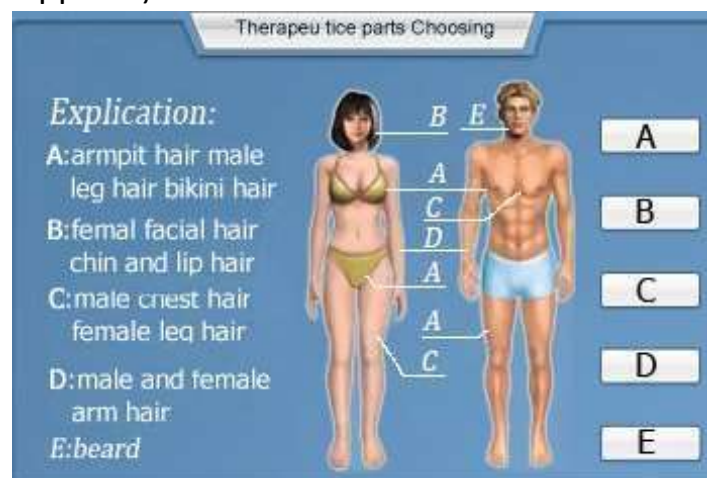 Therapeu tice parts Choosing
Explication:
A:armpit hair male
leg hair bikini hair
B:femal facial hair
chin and lip hair
C:male cnest hair
female leg hair
D:male and female
arm hair
E:beard
B E
A
C
D
A
A
C
A
B
C
D
E